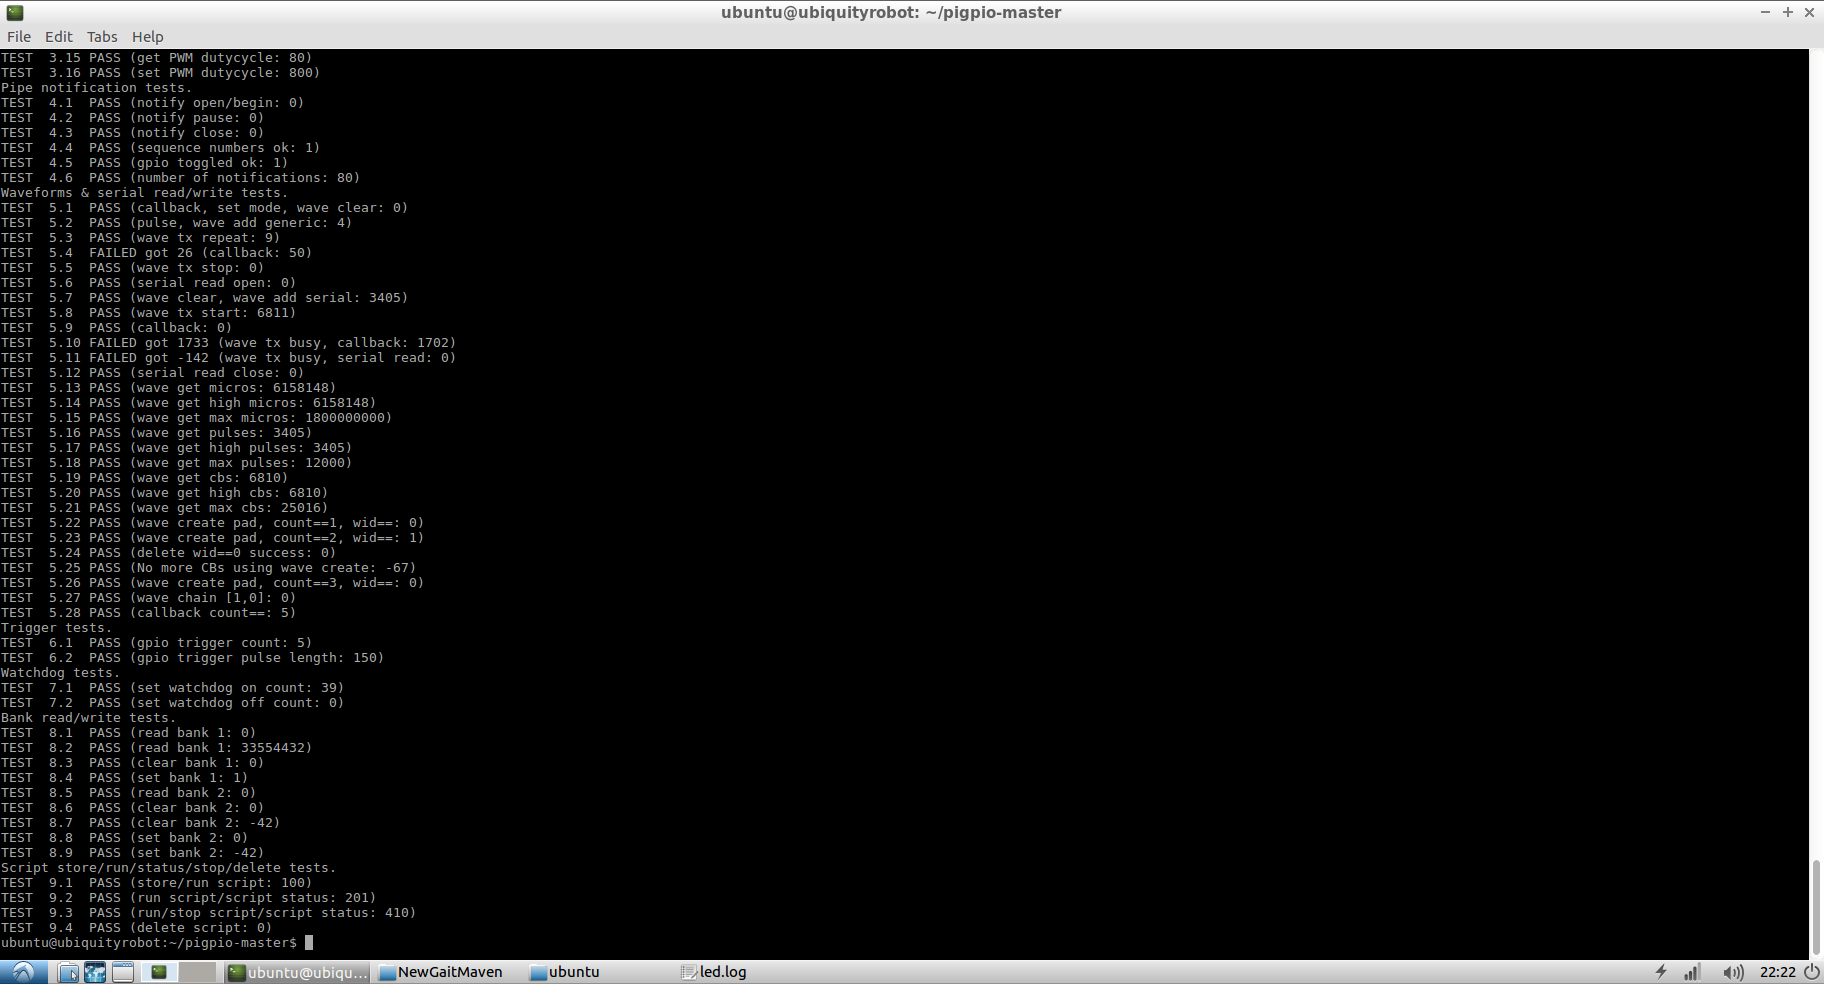 ubuntu@ubiquityrobot: ~/pigpio-master
File Edit Tabs Help
TEST  3.15 PASS (get PWM dutycycle: 80)
TEST  3.16 PASS (set PWM dutycycle: 800)
Pipe notification tests.
TEST  4.1  PASS (notify open/begin: 0)
TEST  4.2  PASS (notify pause: 0)
TEST  4.3  PASS (notify close: 0)
TEST  4.4  PASS (sequence numbers ok: 1)
TEST  4.5  PASS (gpio toggled ok: 1)
TEST  4.6  PASS (number of notifications: 80)
Waveforms & serial read/write tests.
TEST  5.1  PASS (callback, set mode, wave clear: 0)
TEST  5.2  PASS (pulse, wave add generic: 4)
TEST  5.3  PASS (wave tx repeat: 9)
TEST  5.4  FAILED got 26 (callback: 50)
TEST  5.5  PASS (wave tx stop: 0)
TEST  5.6  PASS (serial read open: 0)
TEST  5.7  PASS (wave clear, wave add serial: 3405)
TEST  5.8  PASS (wave tx start: 6811)
TEST  5.9  PASS (callback: 0)
TEST  5.10 FAILED got 1733 (wave tx busy, callback: 1702)
TEST  5.11 FAILED got -142 (wave tx busy, serial read: 0)
TEST  5.12 PASS (serial read close: 0)
TEST  5.13 PASS (wave get micros: 6158148)
TEST  5.14 PASS (wave get high micros: 6158148)
TEST  5.15 PASS (wave get max micros: 1800000000)
TEST  5.16 PASS (wave get pulses: 3405)
TEST  5.17 PASS (wave get high pulses: 3405)
TEST  5.18 PASS (wave get max pulses: 12000)
TEST  5.19 PASS (wave get cbs: 6810)
TEST  5.20 PASS (wave get high cbs: 6810)
TEST  5.21 PASS (wave get max cbs: 25016)
TEST  5.22 PASS (wave create pad, count==1, wid==: 0)
TEST  5.23 PASS (wave create pad, count==2, wid==: 1)
TEST  5.24 PASS (delete wid==0 success: 0)
TEST  5.25 PASS (No more CBs using wave create: -67)
TEST  5.26 PASS (wave create pad, count==3, wid==: 0)
TEST  5.27 PASS (wave chain [1,0]: 0)
TEST  5.28 PASS (callback count==: 5)
Trigger tests.
TEST  6.1  PASS (gpio trigger count: 5)
TEST  6.2  PASS (gpio trigger pulse length: 150)
Watchdog tests.
TEST  7.1  PASS (set watchdog on count: 39)
TEST  7.2  PASS (set watchdog off count: 0)
Bank read/write tests.
TEST  8.1  PASS (read bank 1: 0)
TEST  8.2  PASS (read bank 1: 33554432)
TEST  8.3  PASS (clear bank 1: 0)
TEST  8.4  PASS (set bank 1: 1)
TEST  8.5  PASS (read bank 2: 0)
TEST  8.6  PASS (clear bank 2: 0)
TEST  8.7  PASS (clear bank 2: -42)
TEST  8.8  PASS (set bank 2: 0)
TEST  8.9  PASS (set bank 2: -42)
Script store/run/status/stop/delete tests.
TEST  9.1  PASS (store/run script: 100)
TEST  9.2  PASS (run script/script status: 201)
TEST  9.3  PASS (run/stop script/script status: 410)
TEST  9.4  PASS (delete script: 0)
ubuntu@ubiquityrobot:~/pigpio-master$
ubuntu@ubiqu... NewGaitMaven ubuntu led.log 22:22